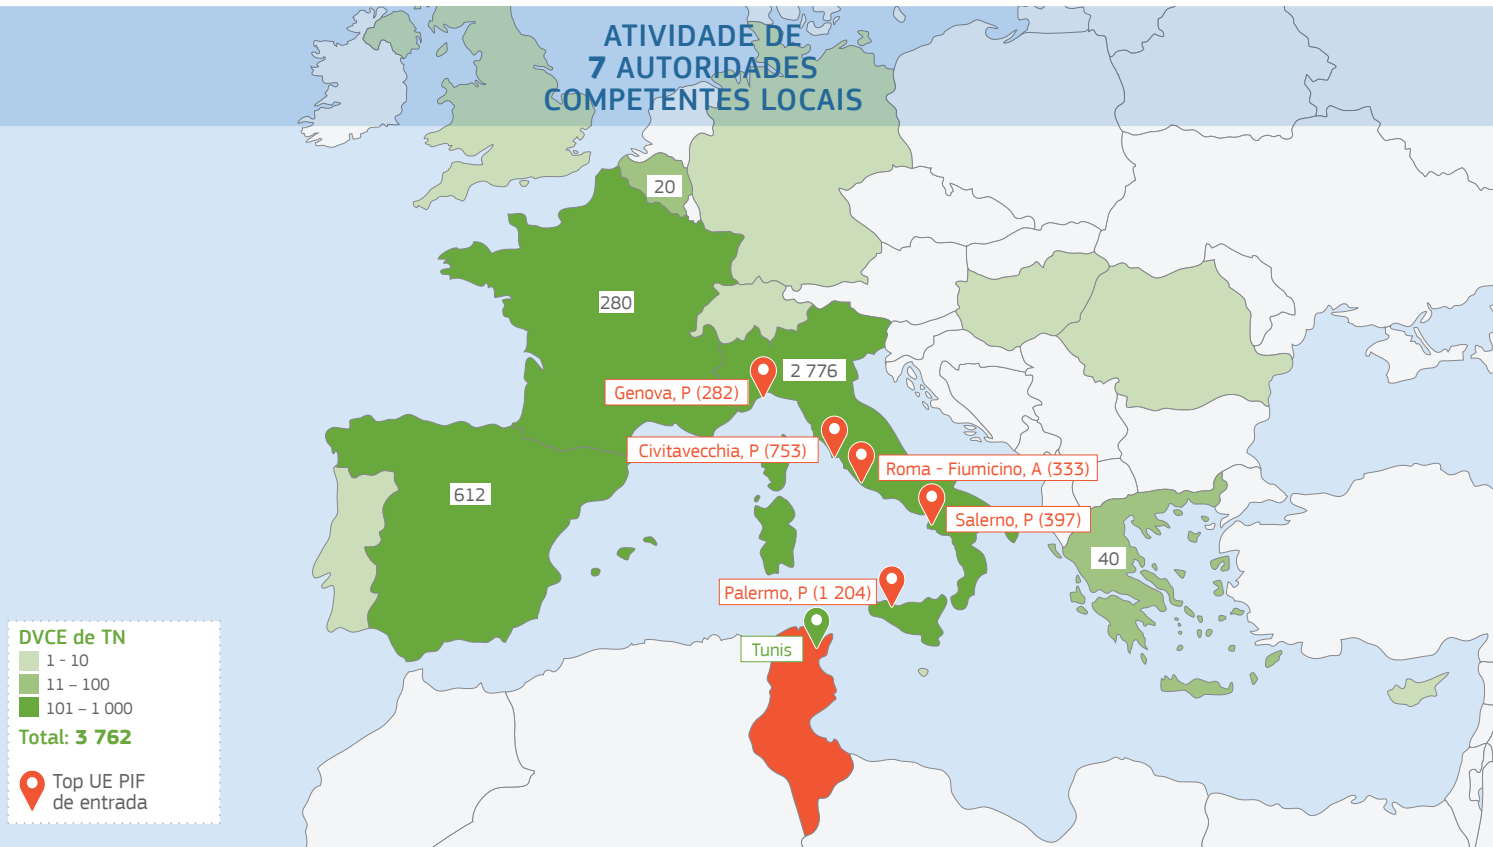 ATIVIDADE DE
7 AUTORIDADES
COMPETENTES LOCAIS
20
280
2 776
Genova, P (282)
Civitavecchia, P (753)
Roma - Fiumicino, A (333)
612
Salerno, P (397)
40
Palermo, P (1 204)
Tunis
DVCE de TN
1 - 10
11 – 100
101 – 1 000
Total: 3 762
Top UE PIF
de entrada